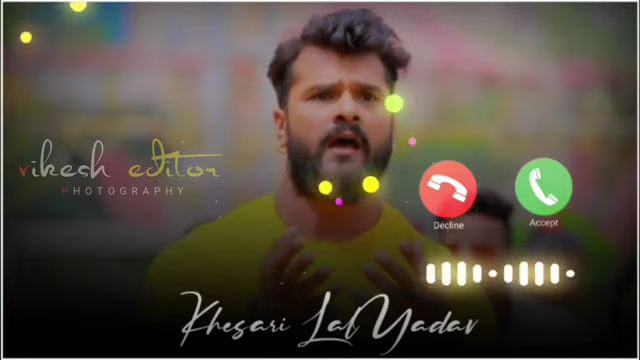 vikesh editor
PHOTOGRAPHY
Decline
Accept
Khesari Lal Yadav